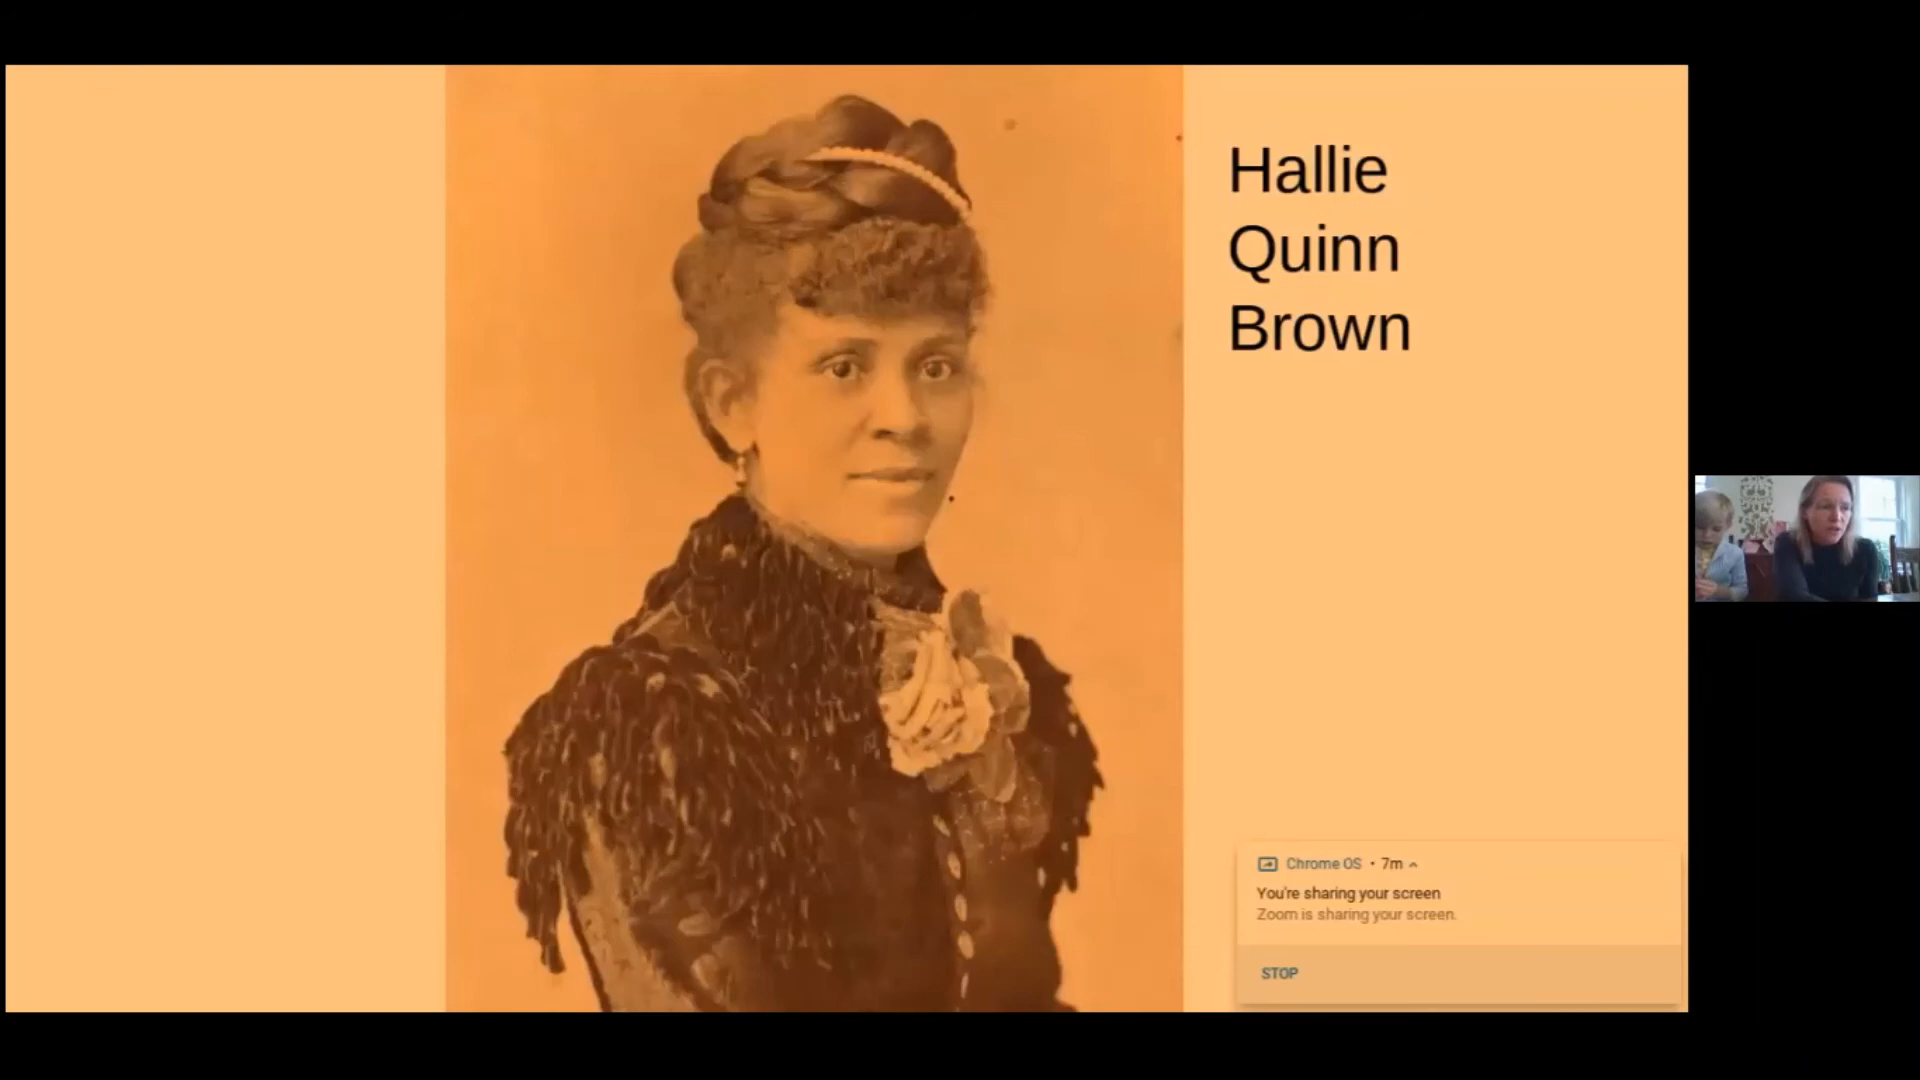 Hallie
Quinn
Brown
Chrome OS • 7m
You're sharing your screen
Zoom is sharing your screen.
STOP